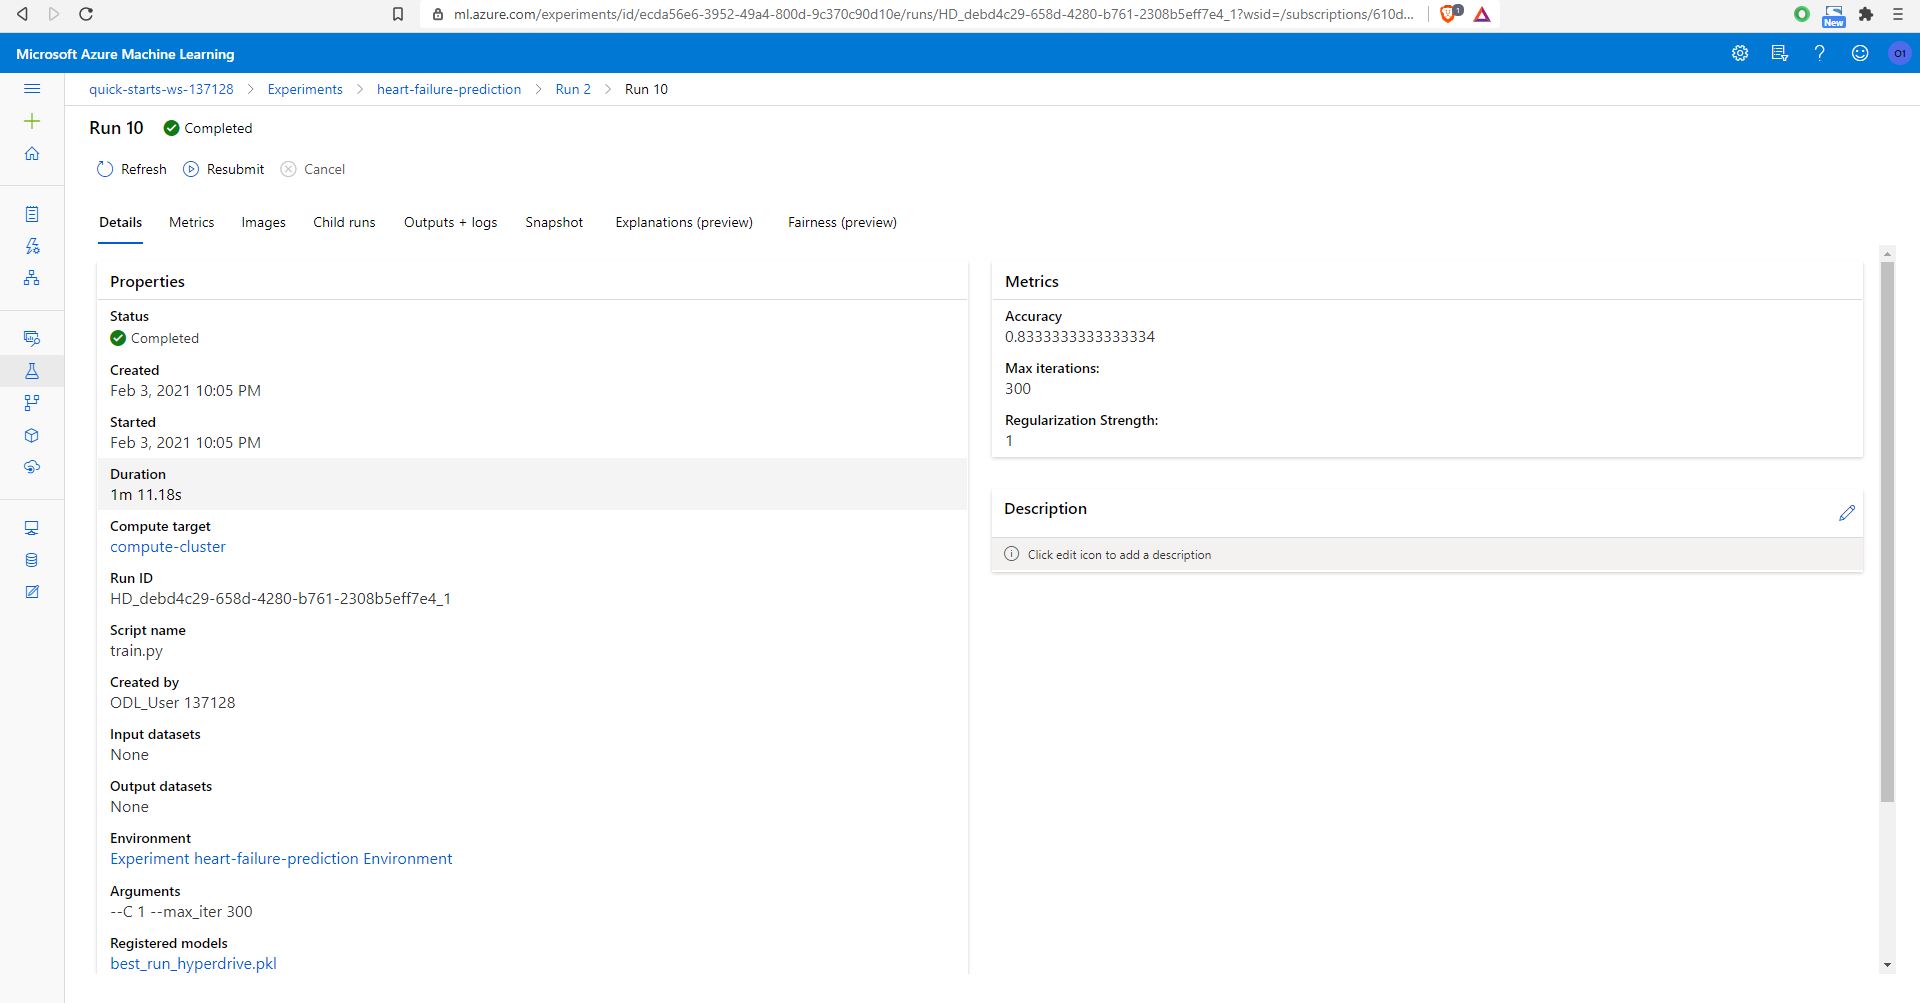 ml.azure.com/experiments/id/ecda56e6-3952-49a4-800d-9c370c90d10e/runs/HD_debd4c29-658d-4280-b761-2308b5eff7e4_1?wsid=/subscriptions/610d...
1
New
Microsoft Azure Machine Learning
O1
quick-starts-ws-137128 > Experiments > heart-failure-prediction > Run 2 > Run 10
Run 10 Completed
Refresh Resubmit Cancel
Details Metrics Images Child runs Outputs + logs Snapshot Explanations (preview) Fairness (preview)
Properties
Status
Completed
Created
Feb 3, 2021 10:05 PM
Started
Feb 3, 2021 10:05 PM
Duration
1m 11.18s
Compute target
compute-cluster
Run ID
HD_debd4c29-658d-4280-b761-2308b5eff7e4_1
Script name
train.py
Created by
ODL_User 137128
Input datasets
None
Output datasets
None
Environment
Experiment heart-failure-prediction Environment
Arguments
--C 1 --max_iter 300
Registered models
best_run_hyperdrive.pkl
Metrics
Accuracy
0.8333333333333334
Max iterations:
300
Regularization Strength:
1
Description
Click edit icon to add a description